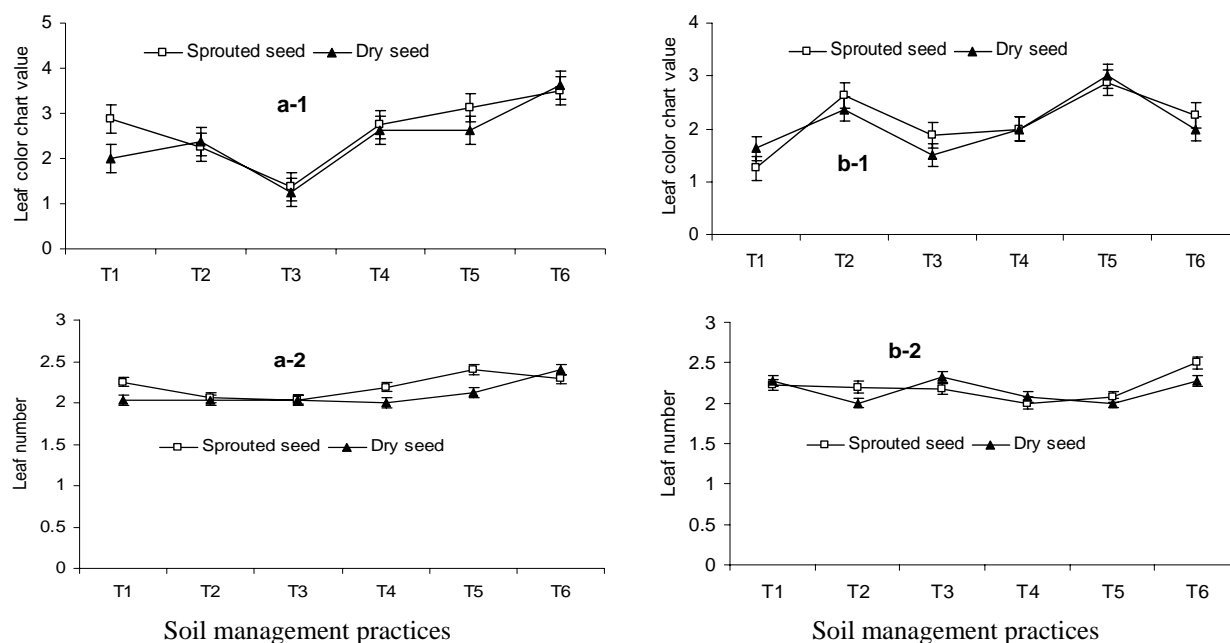 Leaf color chart value
5
4
3
2
1
0
Sprouted seed
Dry seed
a-1
T1 T2 T3 T4 T5 T6
Leaf color chart value
4
3
2
1
0
Sprouted seed
Dry seed
b-1
T1 T2 T3 T4 T5 T6
Leaf number
3
2.5
2
1.5
1
0.5
0
a-2
Sprouted seed
Dry seed
T1 T2 T3 T4 T5 T6
Soil management practices
Leaf number
3
2.5
2
1.5
1
0.5
0
b-2
Sprouted seed
Dry seed
T1 T2 T3 T4 T5 T6
Soil management practices